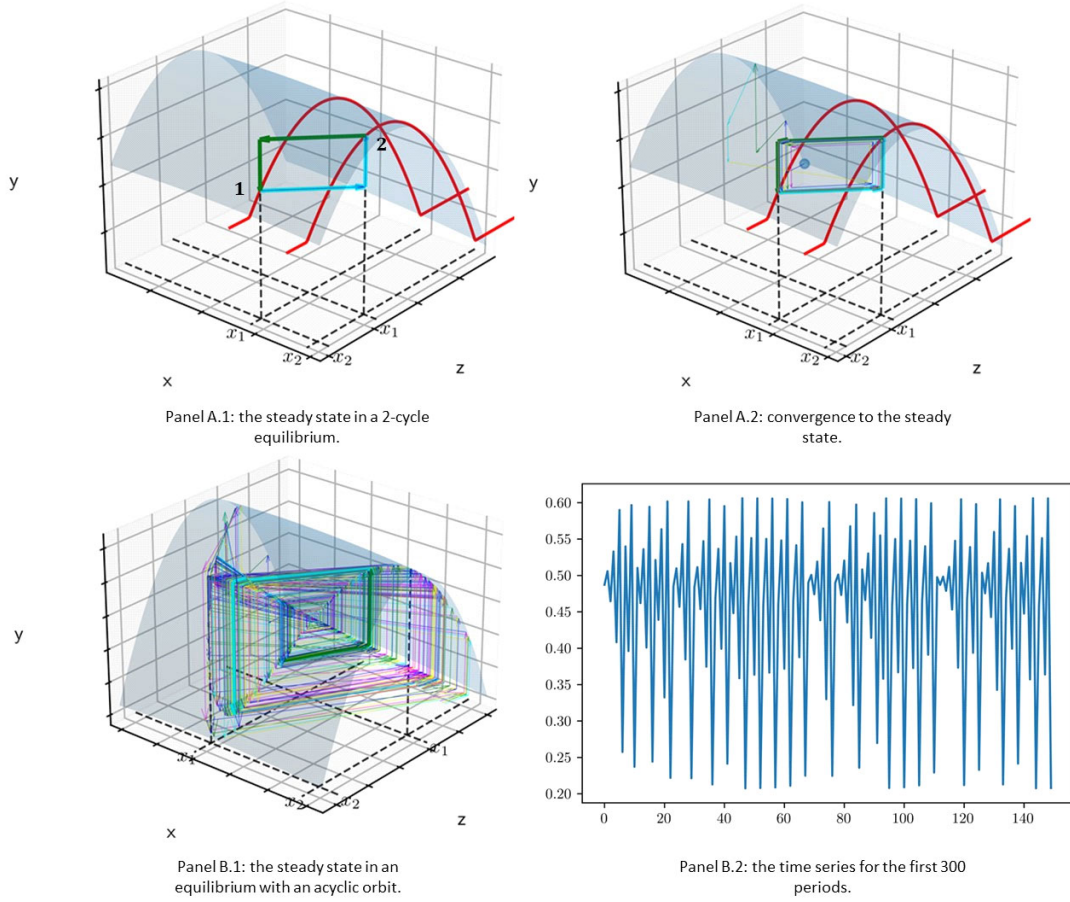 y
1
2
x₁
x₂
x₁
x₂
x
z
Panel A.1: the steady state in a 2-cycle
equilibrium.
y
x₁
x₂
x₁
x₂
x
z
Panel A.2: convergence to the steady
state.
y
x₁
x₂
x₁
x₂
x
z
Panel B.1: the steady state in an
equilibrium with an acyclic orbit.
0.60
0.55
0.50
0.45
0.40
0.35
0.30
0.25
0.20
0 20 40 60 80 100 120 140
Panel B.2: the time series for the first 300
periods.